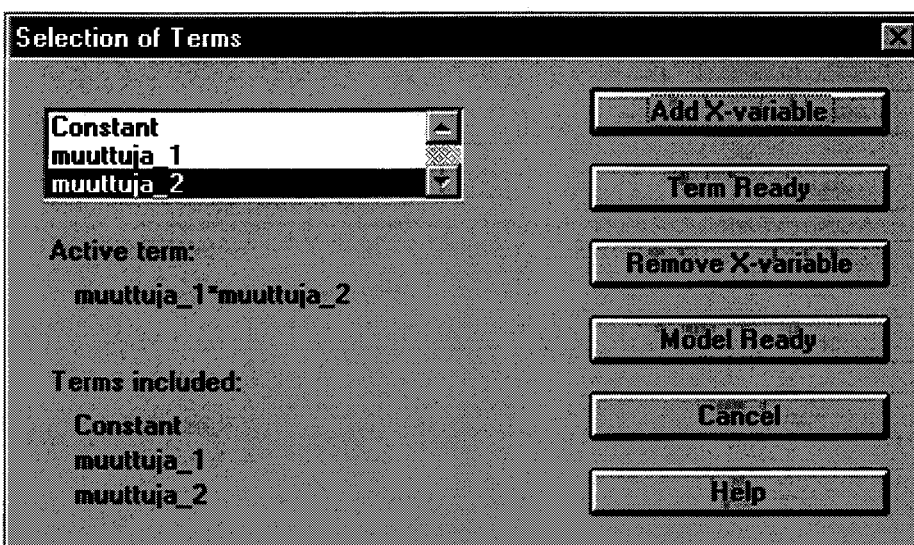 Selection of Terms
Constant
muuttuja_1
muuttuja_2
Active term:
muuttuja_1*muuttuja_2
Terms included:
Constant
muuttuja_1
muuttuja_2
Add X-variable
Term Ready
Remove X-variable
Model Ready
Cancel
Help